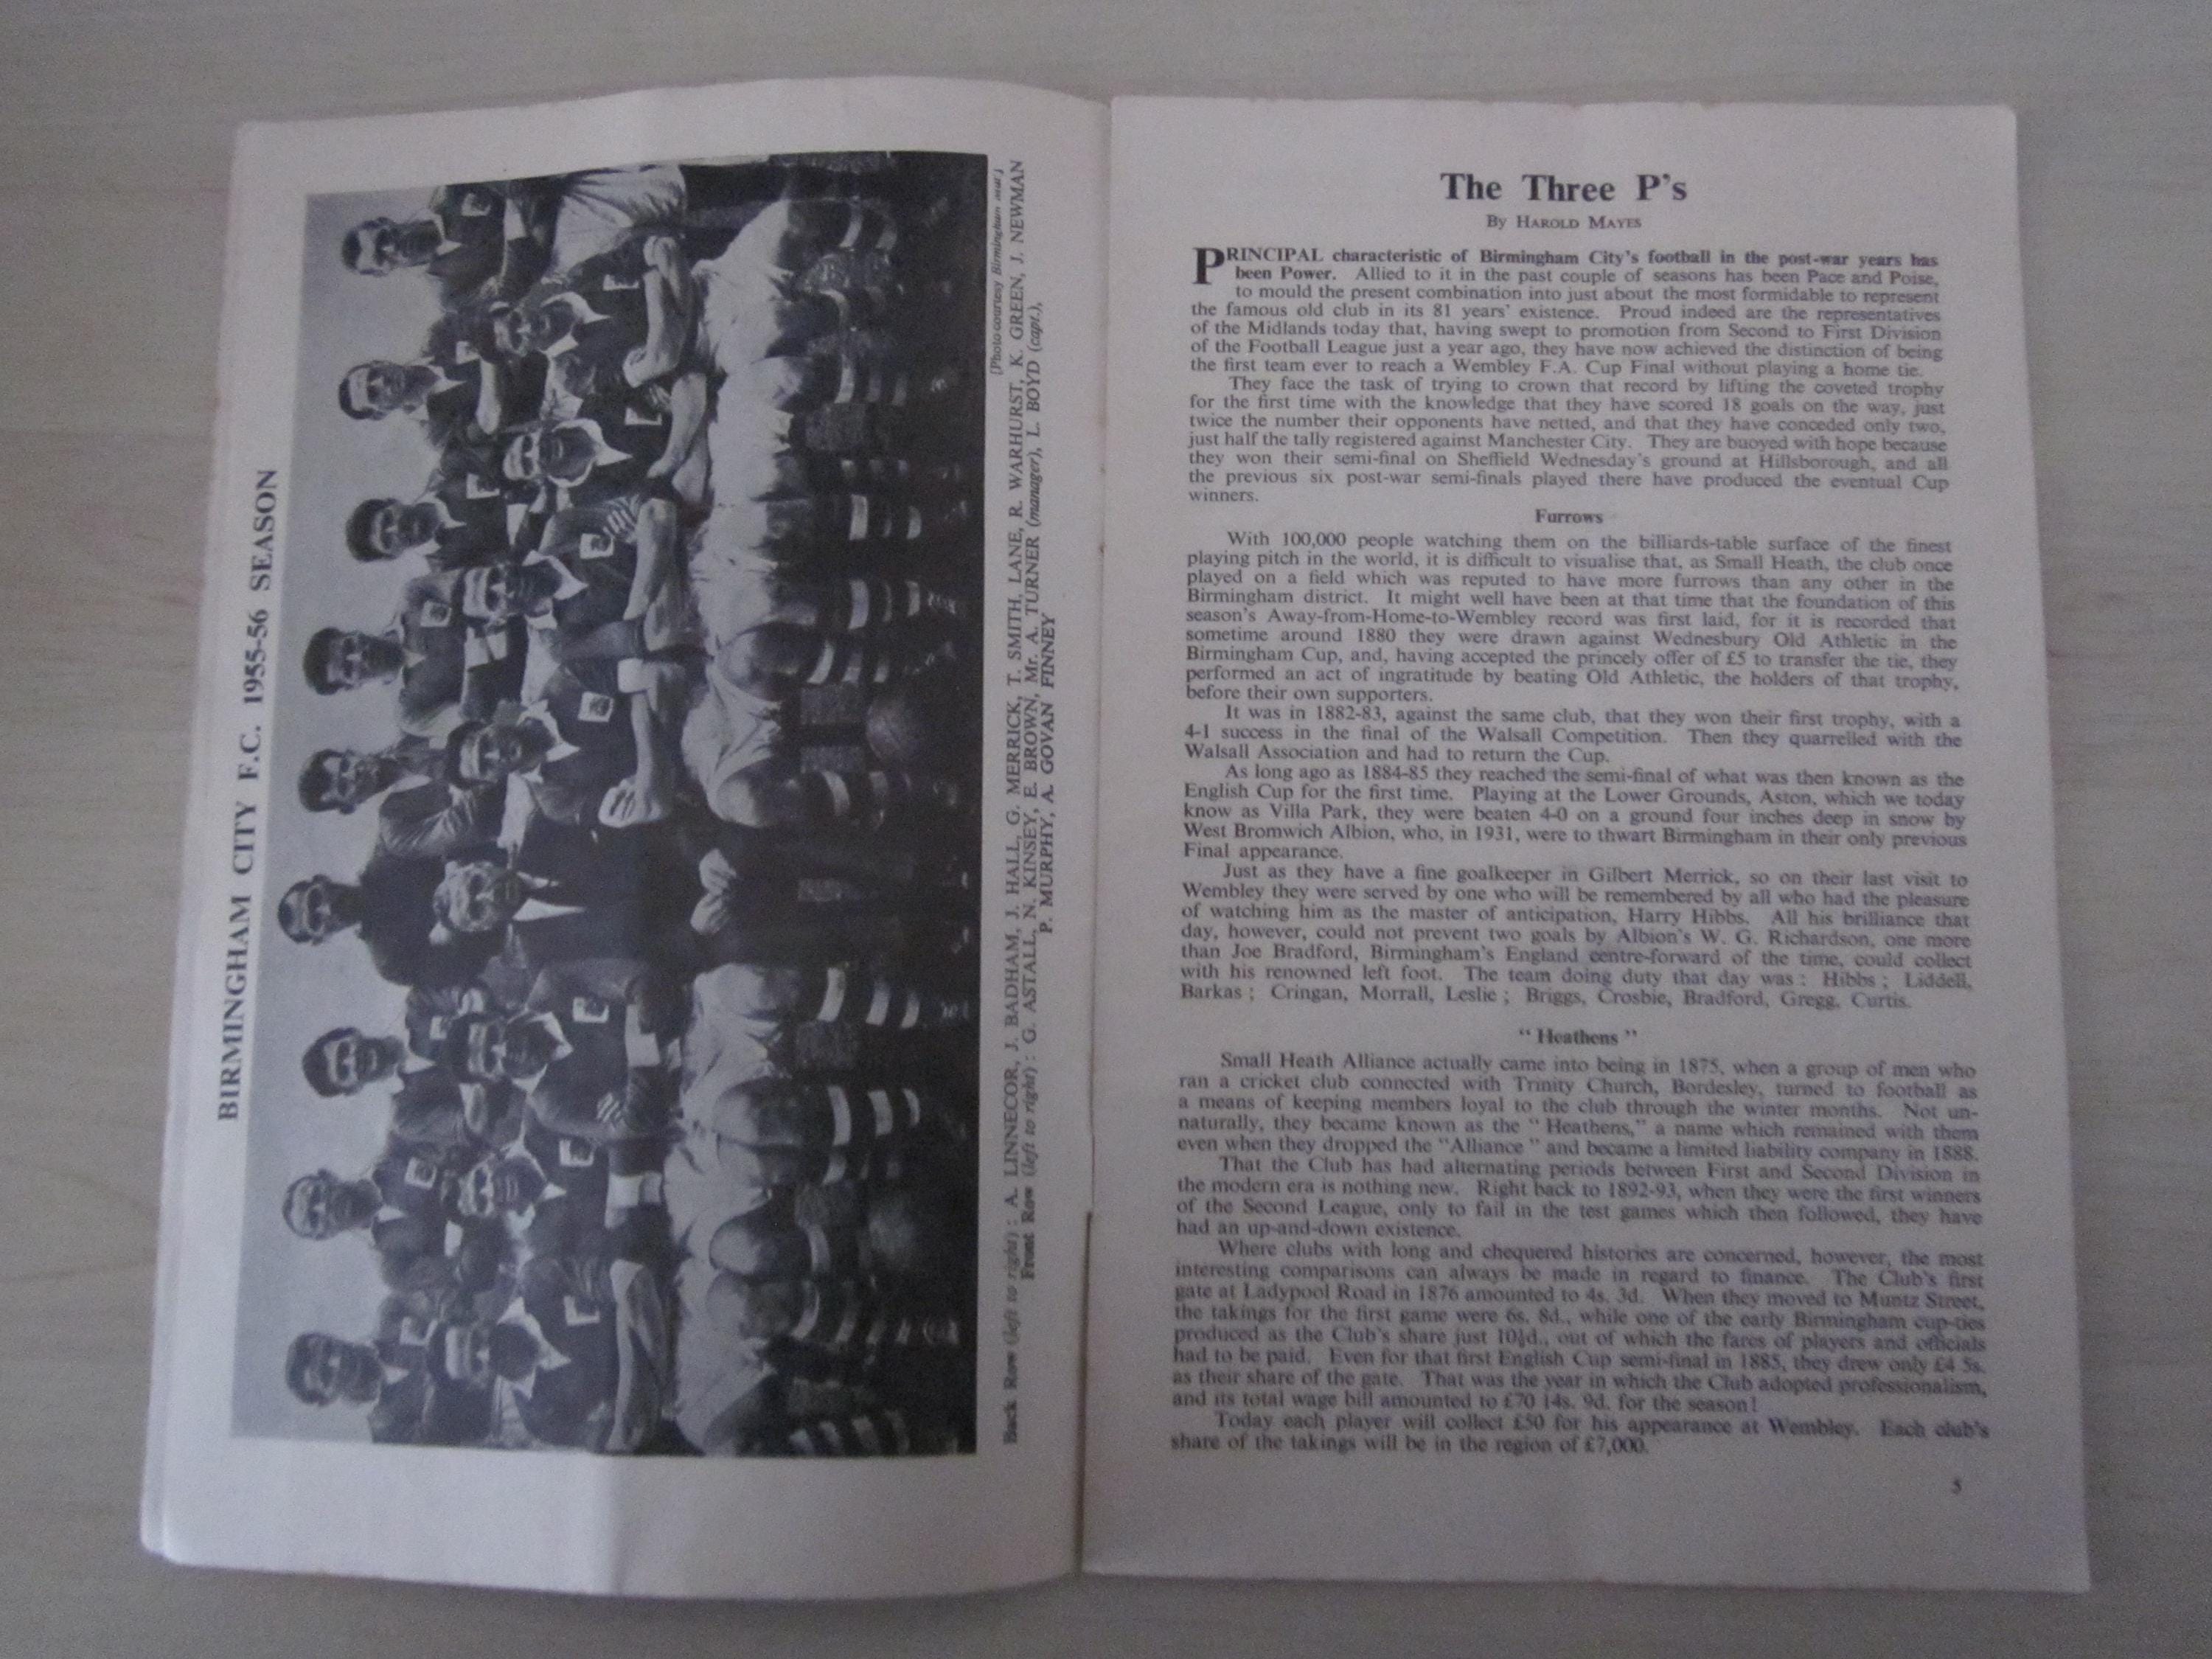 BIRMINGHAM CITY F.C. 1955-56 SEASON
[Photo courtesy Birmingham
Back Row (left to right) : A. LINNECOR, J. BADHAM, J. HALL, G. MERRICK, T. SMITH, LANE, R. WARHURST, K. GREEN, J. NEWMAN
Front Row (left to right) : G. ASTALL, N. KINSEY, E. BROWN, Mr. A. TURNER (manager), L. BOYD (capt.),
P. MURPHY, A. GOVAN FINNEY
The Three P's
By HAROLD MAYES
PRINCIPAL characteristic of Birmingham City's football in the post-war years has
been Power. Allied to it in the past couple of seasons has been Pace and Poise,
to mould the present combination into just about the most formidable to represent
the famous old club in its 81 years' existence. Proud indeed are the representatives
of the Midlands today that, having swept to promotion from Second to First Division
of the Football League just a year ago, they have now achieved the distinction of being
the first team ever to reach a Wembley F.A. Cup Final without playing a home tie.
They face the task of trying to crown that record by lifting the coveted trophy
for the first time with the knowledge that they have scored 18 goals on the way, just
twice the number their opponents have netted, and that they have conceded only two,
just half the tally registered against Manchester City. They are buoyed with hope because
they won their semi-final on Sheffield Wednesday's ground at Hillsborough, and all
the previous six post-war semi-finals played there have produced the eventual Cup
winners.
Furrows
With 100,000 people watching them on the billiards-table surface of the finest
playing pitch in the world, it is difficult to visualise that, as Small Heath, the club once
played on a field which was reputed to have more furrows than any other in the
Birmingham district. It might well have been at that time that the foundation of this
season's Away-from-Home-to-Wembley record was first laid, for it is recorded that
sometime around 1880 they were drawn against Wednesbury Old Athletic in the
Birmingham Cup, and, having accepted the princely offer of £5 to transfer the tie, they
performed an act of ingratitude by beating Old Athletic, the holders of that trophy,
before their own supporters.
It was in 1882-83, against the same club, that they won their first trophy, with a
4-1 success in the final of the Walsall Competition. Then they quarrelled with the
Walsall Association and had to return the Cup.
As long ago as 1884-85 they reached the semi-final of what was then known as the
English Cup for the first time. Playing at the Lower Grounds, Aston, which we today
know as Villa Park, they were beaten 4-0 on a ground four inches deep in snow by
West Bromwich Albion, who, in 1931, were to thwart Birmingham in their only previous
Final appearance.
Just as they have a fine goalkeeper in Gilbert Merrick, so on their last visit to
Wembley they were served by one who will be remembered by all who had the pleasure
of watching him as the master of anticipation, Harry Hibbs. All his brilliance that
day, however, could not prevent two goals by Albion's W. G. Richardson, one more
than Joe Bradford, Birmingham's England centre-forward of the time, could collect
with his renowned left foot. The team doing duty that day was : Hibbs ; Liddell,
Barkas ; Cringan, Morrall, Leslie ; Briggs, Crosbie, Bradford, Gregg, Curtis.
" Heathens "
Small Heath Alliance actually came into being in 1875, when a group of men who
ran a cricket club connected with Trinity Church, Bordesley, turned to football as
a means of keeping members loyal to the club through the winter months. Not un-
naturally, they became known as the " Heathens," a name which remained with them
even when they dropped the "Alliance " and became a limited liability company in 1888.
That the Club has had alternating periods between First and Second Division in
the modern era is nothing new. Right back to 1892-93, when they were the first winners
of the Second League, only to fail in the test games which then followed, they have
had an up-and-down existence.
Where clubs with long and chequered histories are concerned, however, the most
interesting comparisons can always be made in regard to finance. The Club's first
gate at Ladypool Road in 1876 amounted to 4s. 3d. When they moved to Muntz Street,
the takings for the first game were 6s. 8d., while one of the early Birmingham cup-ties
produced as the Club's share just 10½d., out of which the fares of players and officials
had to be paid. Even for that first English Cup semi-final in 1885, they drew only £4 5s.
as their share of the gate. That was the year in which the Club adopted professionalism,
and its total wage bill amounted to £70 14s. 9d. for the season!
Today each player will collect £50 for his appearance at Wembley. Each club's
share of the takings will be in the region of £7,000.
5